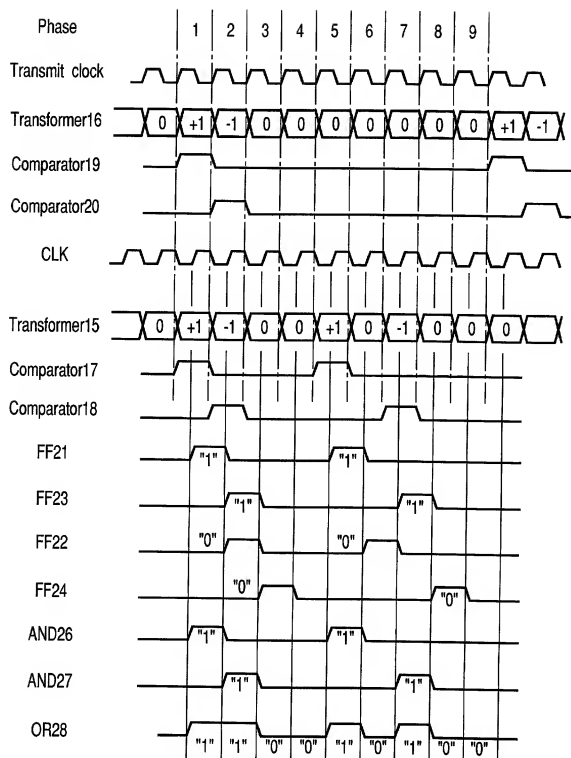 Phase 1 2 3 4 5 6 7 8 9
Transmit clock
Transformer16 0 +1 -1 0 0 0 0 0 0 0 +1 -1
Comparator19
Comparator20
CLK
Transformer15 0 +1 -1 0 0 +1 0 -1 0 0 0
Comparator17
Comparator18
FF21 "1" "1"
FF23 "1" "1"
FF22 "0" "0"
FF24 "0" "0"
AND26 "1" "1"
AND27 "1" "1"
OR28 "1" "1" "0" "0" "1" "0" "1" "0" "0"